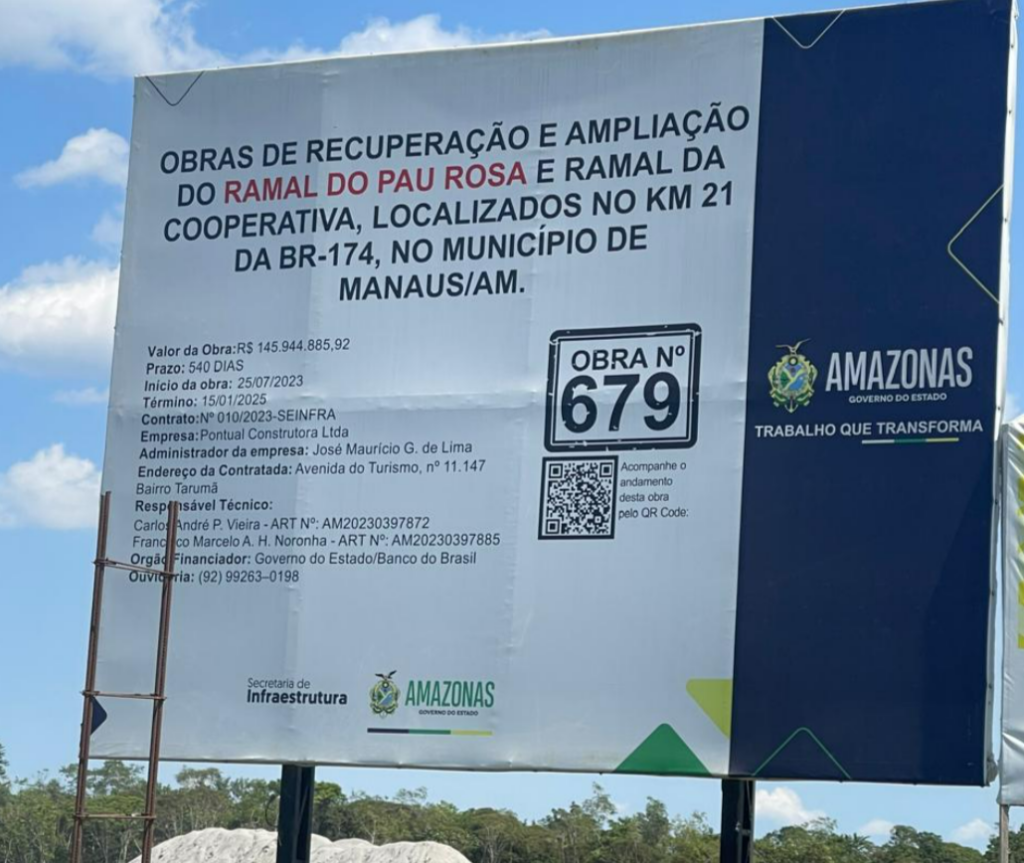 OBRAS DE RECUPERAÇÃO E AMPLIAÇÃO
DO RAMAL DO PAU ROSA E RAMAL DA
COOPERATIVA, LOCALIZADOS NO KM 21
DA BR-174, NO MUNICÍPIO DE
MANAUS/AM.
Valor da Obra:R$ 145.944.885,92
Prazo: 540 DIAS
Início da obra: 25/07/2023
Término: 15/01/2025
Contrato:Nº 010/2023-SEINFRA
Empresa:Pontual Construtora Ltda
Administrador da empresa: José Maurício G. de Lima
Endereço da Contratada: Avenida do Turismo, nº 11.147
Bairro Tarumã
Responsável Técnico:
Carlos André P. Vieira - ART Nº: AM20230397872
Francisco Marcelo A. H. Noronha - ART Nº: AM20230397885
Orgão Financiador: Governo do Estado/Banco do Brasil
Ouvidoria: (92) 99263–0198
OBRA Nº
679
Acompanhe o
andamento
desta obra
pelo QR Code:
AMAZONAS
GOVERNO DO ESTADO
TRABALHO QUE TRANSFORMA
Secretaria de
Infraestrutura
AMAZONAS
GOVERNO DO ESTADO